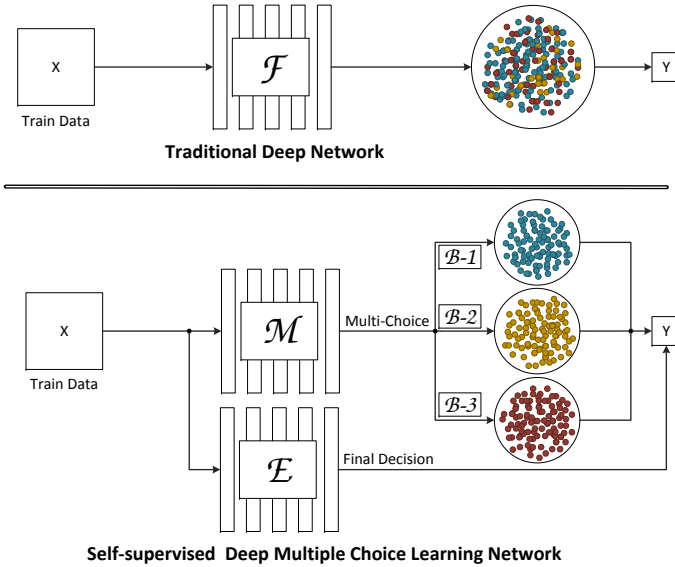 X
ℱ
Y
Train Data
Traditional Deep Network
ℬ-1
X
ℳ
Multi-Choice
ℬ-2
Y
Train Data
ℬ-3
ℰ
Final Decision
Self-supervised Deep Multiple Choice Learning Network